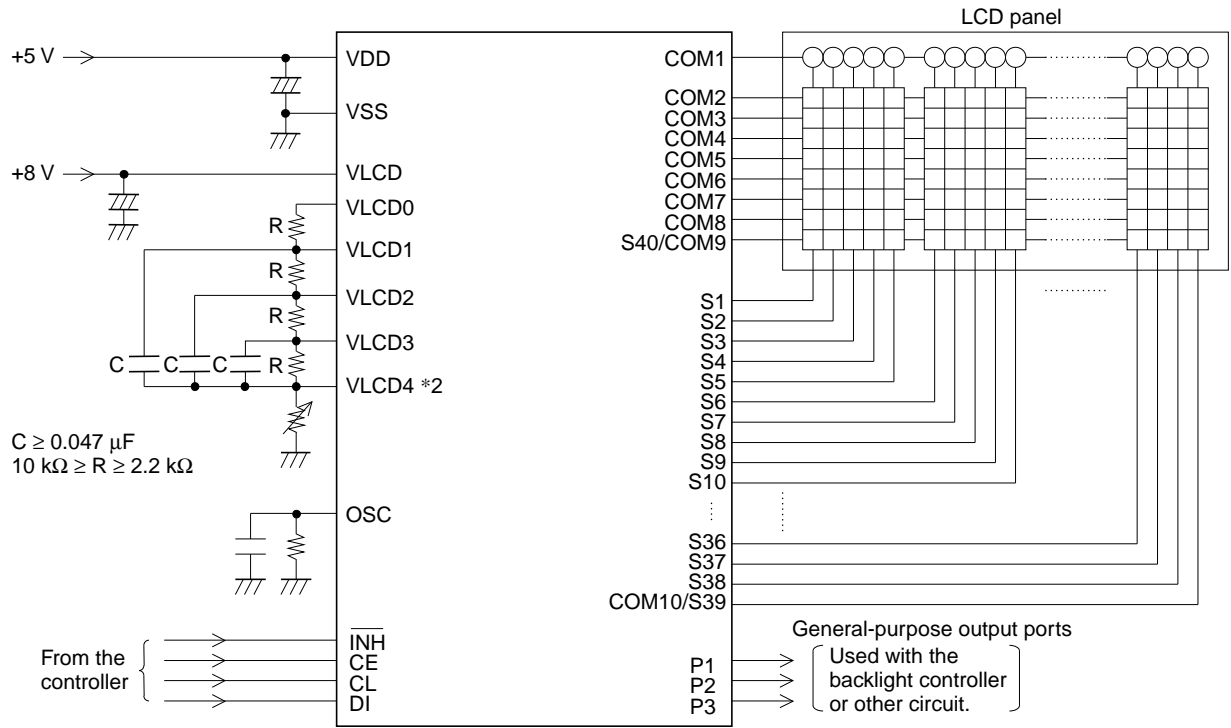 LCD panel
+5 V
VDD
VSS
+8 V
VLCD
VLCD0
R
VLCD1
R
VLCD2
R
VLCD3
C
C
C
R
VLCD4 *2
C ≥ 0.047 μF
10 kΩ ≥ R ≥ 2.2 kΩ
OSC
From the
controller
I̅N̅H̅
CE
CL
DI
COM1
COM2
COM3
COM4
COM5
COM6
COM7
COM8
S40/COM9
S1
S2
S3
S4
S5
S6
S7
S8
S9
S10
S36
S37
S38
COM10/S39
P1
P2
P3
General-purpose output ports
Used with the
backlight controller
or other circuit.